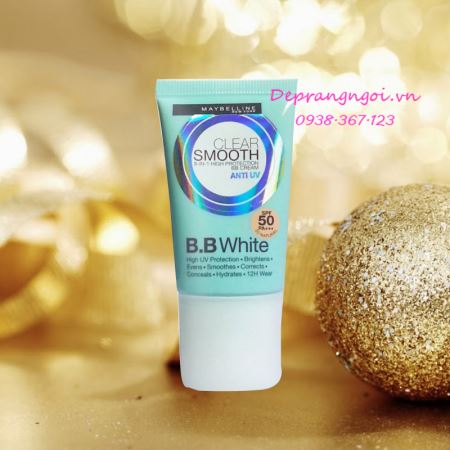 Deprangngoi.vn
0938·367·123
MAYBELLINE
NEW YORK
CLEAR
SMOOTH
8-IN-1 HIGH PROTECTION
BB CREAM
ANTI UV
SPF
50
PA+++
B.B White
High UV Protection • Brightens •
Evens • Smoothes • Corrects •
Conceals • Hydrates • 12H Wear